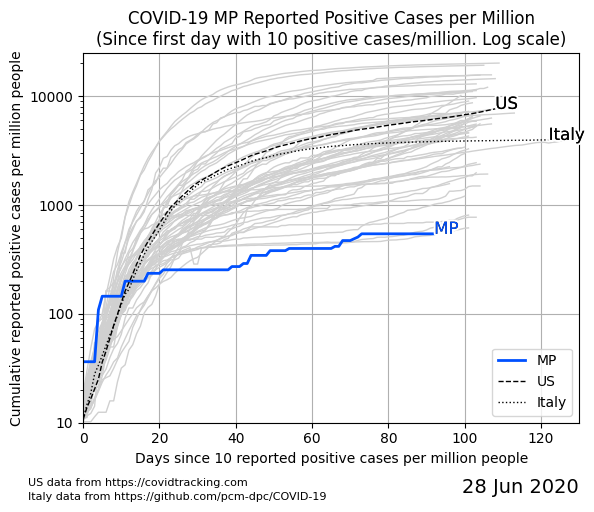 COVID-19 MP Reported Positive Cases per Million
(Since first day with 10 positive cases/million. Log scale)
Cumulative reported positive cases per million people
10000
1000
100
10
US
Italy
MP
MP
US
Italy
0
20
40
60
80
100
120
Days since 10 reported positive cases per million people
US data from https://covidtracking.com
Italy data from https://github.com/pcm-dpc/COVID-19
28 Jun 2020